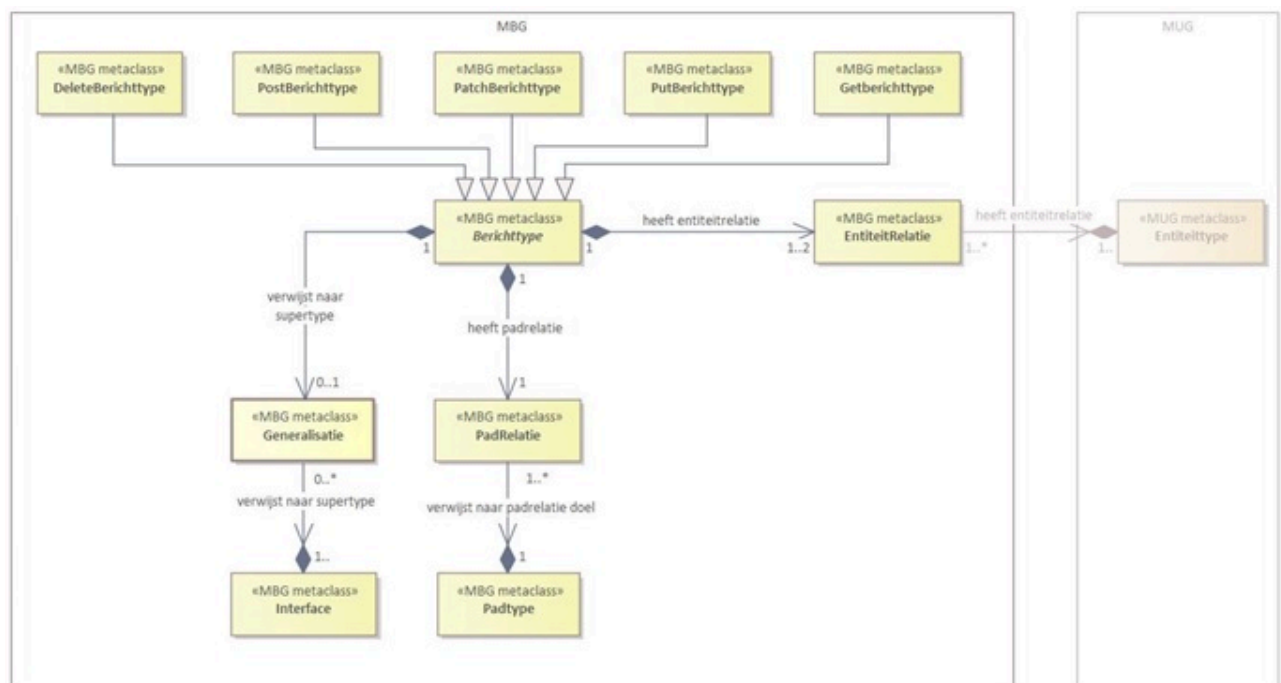 MBG
MUG
«MBG metaclass»
DeleteBerichttype
«MBG metaclass»
PostBerichttype
«MBG metaclass»
PatchBerichttype
«MBG metaclass»
PutBerichttype
«MBG metaclass»
Getberichttype
«MBG metaclass»
Berichttype
1
1
1
heeft entiteitrelatie
1..2
«MBG metaclass»
EntiteitRelatie
heeft entiteitrelatie
1..*
1..
«MUG metaclass»
Entiteittype
verwijst naar
supertype
0..1
heeft padrelatie
1
«MBG metaclass»
Generalisatie
«MBG metaclass»
PadRelatie
0..*
verwijst naar supertype
1..
1..*
verwijst naar padrelatie doel
1
«MBG metaclass»
Interface
«MBG metaclass»
Padtype